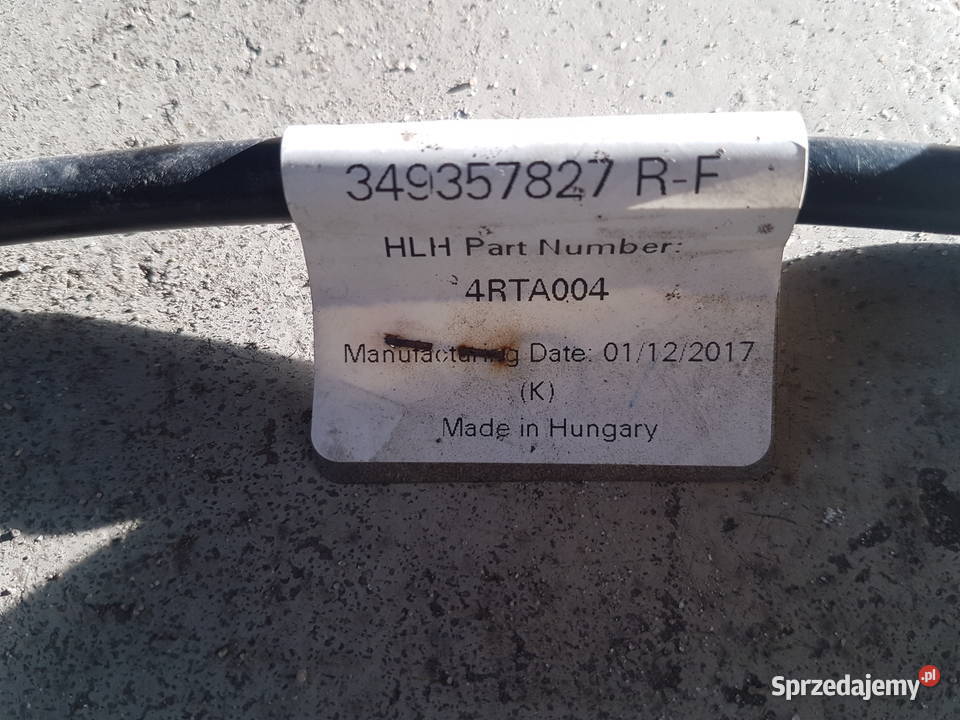 349357827 R-F
HLH Part Number:
4RTA004
Manufacturing Date: 01/12/2017
(K)
Made in Hungary
Sprzedajemy.pl